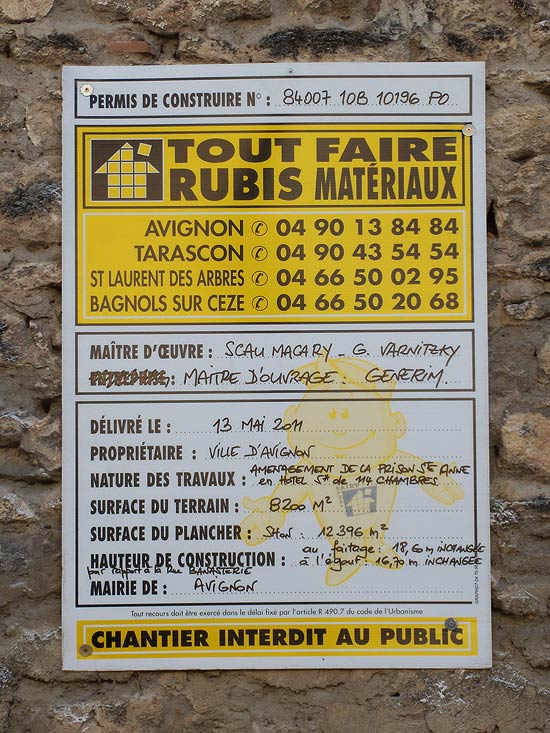 PERMIS DE CONSTRUIRE N° : 84007 10B 10196 PO
TOUT FAIRE
RUBIS MATÉRIAUX
AVIGNON ✆ 04 90 13 84 84
TARASCON ✆ 04 90 43 54 54
ST LAURENT DES ARBRES ✆ 04 66 50 02 95
BAGNOLS SUR CEZE ✆ 04 66 50 20 68
MAÎTRE D'ŒUVRE : SCAU MACARY - G. VARNITZKY
: MAITRE D'OUVRAGE : GENERIM.
DÉLIVRÉ LE : 13 MAI 2011
PROPRIÉTAIRE : VILLE D'AVIGNON
NATURE DES TRAVAUX : AMENAGEMENT DE LA PRISON STE ANNE
en HOTEL 5* de 114 CHAMBRES
SURFACE DU TERRAIN : 8200 M²
SURFACE DU PLANCHER : SHON : 12396 m²
HAUTEUR DE CONSTRUCTION : au faitage : 18,60 m INCHANGÉE
à l'égout : 16,70 m INCHANGÉE
par rapport à la Rue BANASTERIE
MAIRIE DE : AVIGNON
Tout recours doit être exercé dans le délai fixé par l'article R 490.7 du code de l'Urbanisme
CHANTIER INTERDIT AU PUBLIC